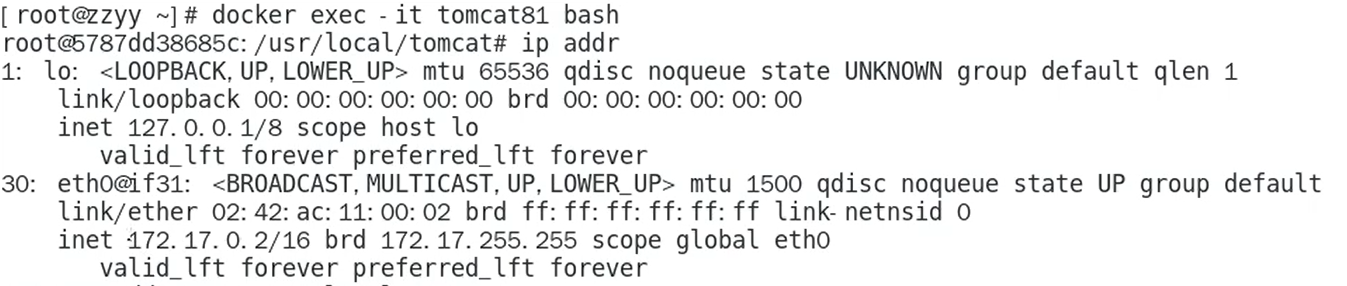 [root@zzyy ~]# docker exec -it tomcat81 bash
root@5787dd38685c:/usr/local/tomcat# ip addr
1: lo: <LOOPBACK,UP,LOWER_UP> mtu 65536 qdisc noqueue state UNKNOWN group default qlen 1
    link/loopback 00:00:00:00:00:00 brd 00:00:00:00:00:00
    inet 127.0.0.1/8 scope host lo
       valid_lft forever preferred_lft forever
30: eth0@if31: <BROADCAST,MULTICAST,UP,LOWER_UP> mtu 1500 qdisc noqueue state UP group default
    link/ether 02:42:ac:11:00:02 brd ff:ff:ff:ff:ff:ff link-netnsid 0
    inet 172.17.0.2/16 brd 172.17.255.255 scope global eth0
       valid_lft forever preferred_lft forever